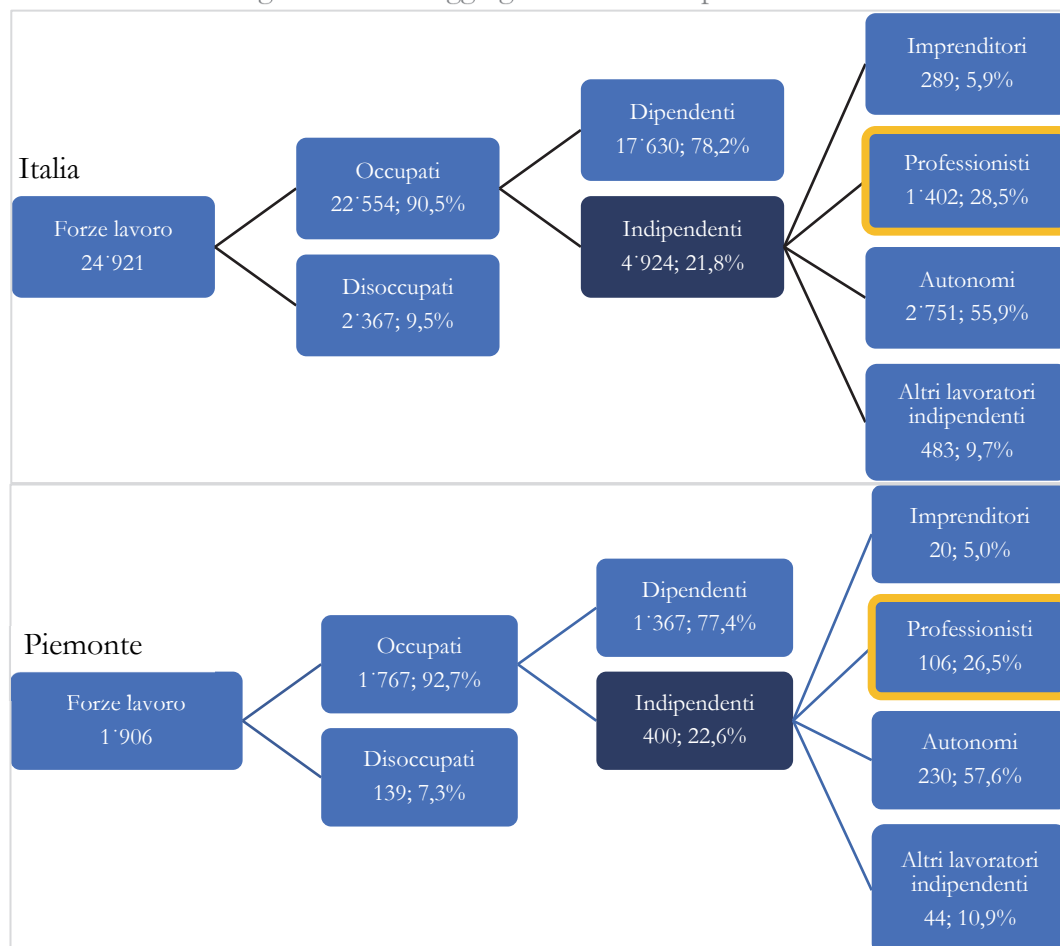 Italia
Forze lavoro
24˙921
Occupati
22˙554; 90,5%
Disoccupati
2˙367; 9,5%
Dipendenti
17˙630; 78,2%
Indipendenti
4˙924; 21,8%
Imprenditori
289; 5,9%
Professionisti
1˙402; 28,5%
Autonomi
2˙751; 55,9%
Altri lavoratori
indipendenti
483; 9,7%
Piemonte
Forze lavoro
1˙906
Occupati
1˙767; 92,7%
Disoccupati
139; 7,3%
Dipendenti
1˙367; 77,4%
Indipendenti
400; 22,6%
Imprenditori
20; 5,0%
Professionisti
106; 26,5%
Autonomi
230; 57,6%
Altri lavoratori
indipendenti
44; 10,9%